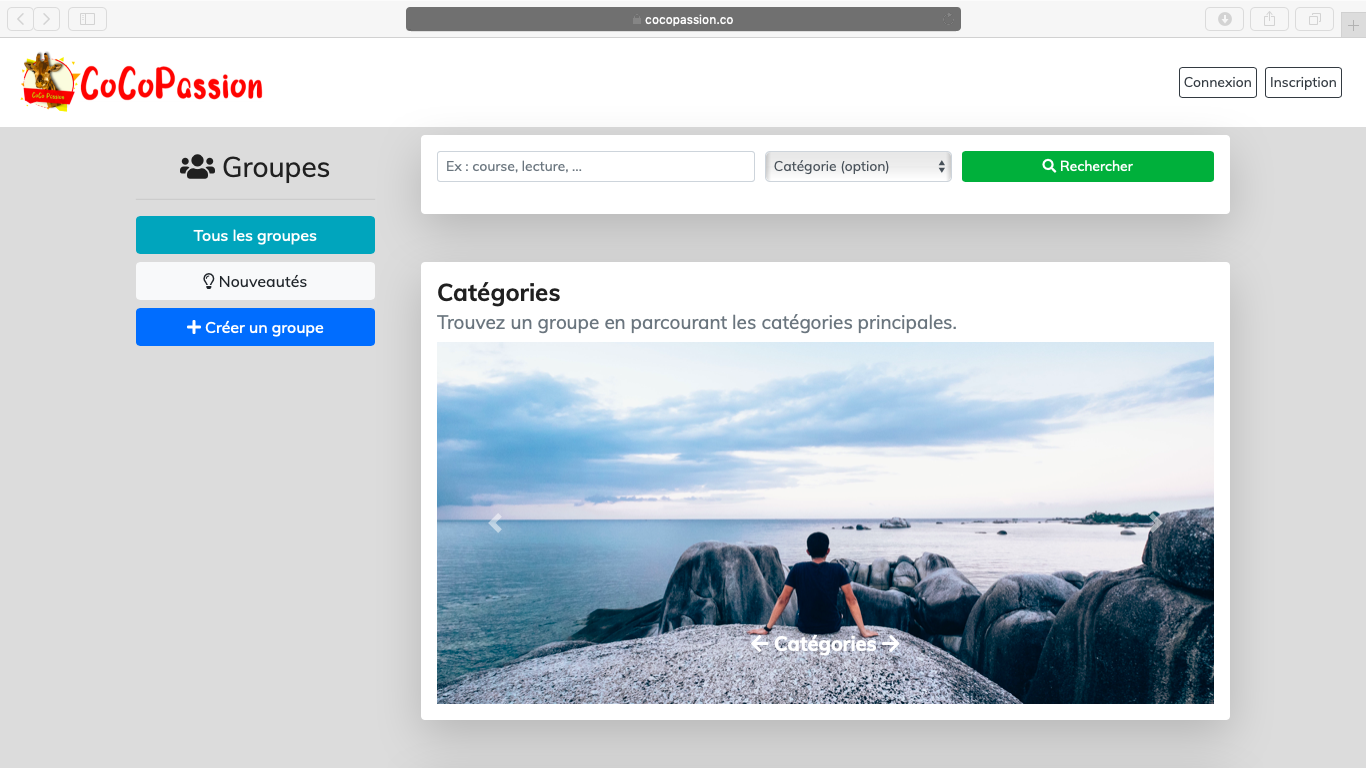 cocopassion.co
CoCo Passion
CoCoPassion
Connexion
Inscription
Groupes
Tous les groupes
Nouveautés
Créer un groupe
Ex : course, lecture, ...
Catégorie (option)
Rechercher
Catégories
Trouvez un groupe en parcourant les catégories principales.
← Catégories →